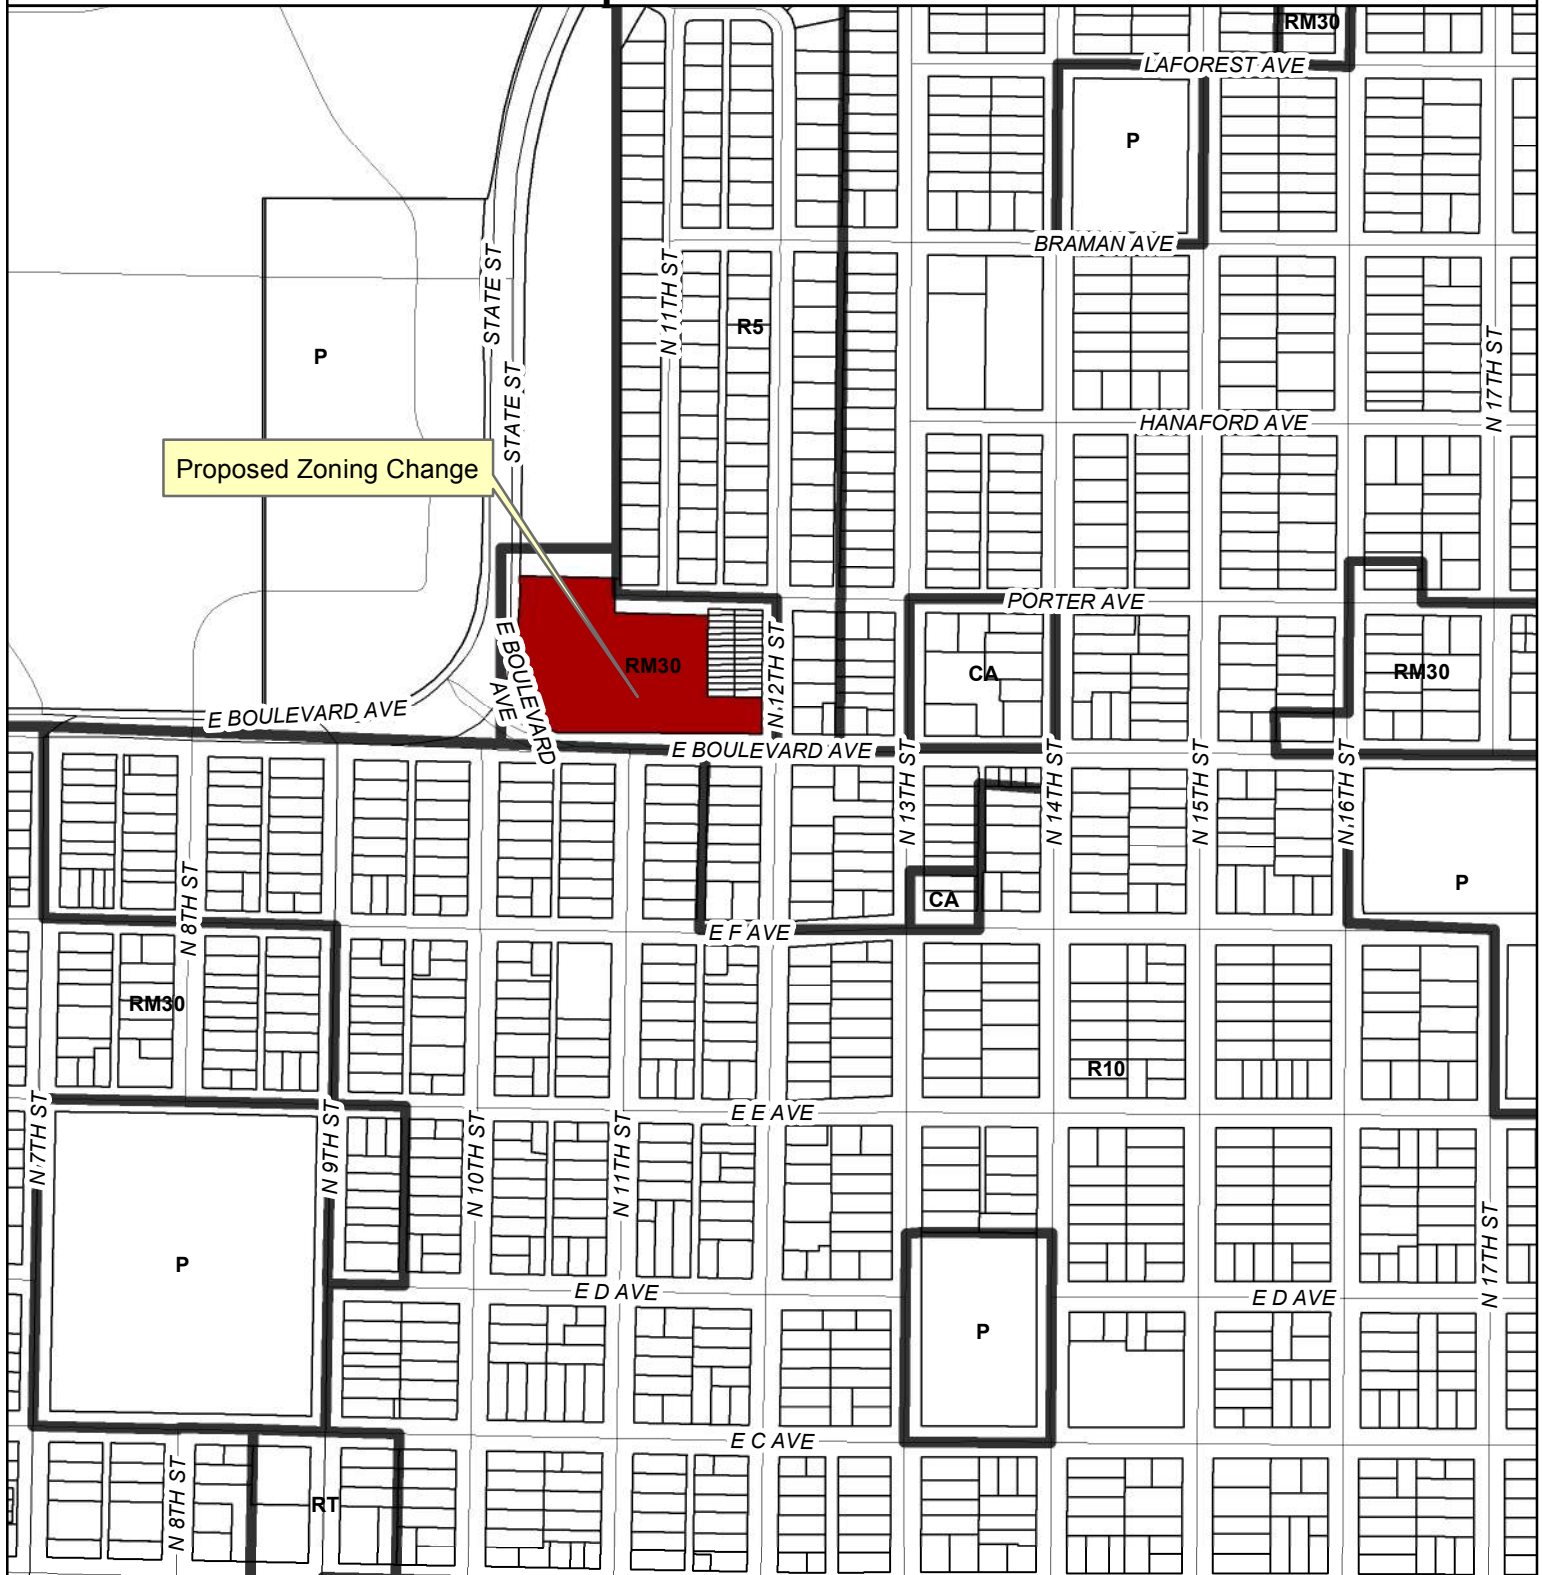 RM30
LAFOREST AVE
P
BRAMAN AVE
STATE ST
N 11TH ST
R5
P
N 17TH ST
STATE ST
HANAFORD AVE
Proposed Zoning Change
PORTER AVE
E BOULEVARD
AVE
RM30
N 12TH ST
CA
RM30
E BOULEVARD AVE
E BOULEVARD AVE
N 13TH ST
N 14TH ST
N 15TH ST
N 16TH ST
N 8TH ST
CA
P
E F AVE
RM30
R10
N 7TH ST
N 9TH ST
N 10TH ST
N 11TH ST
E E AVE
N 17TH ST
P
E D AVE
E D AVE
P
E C AVE
N 8TH ST
RT